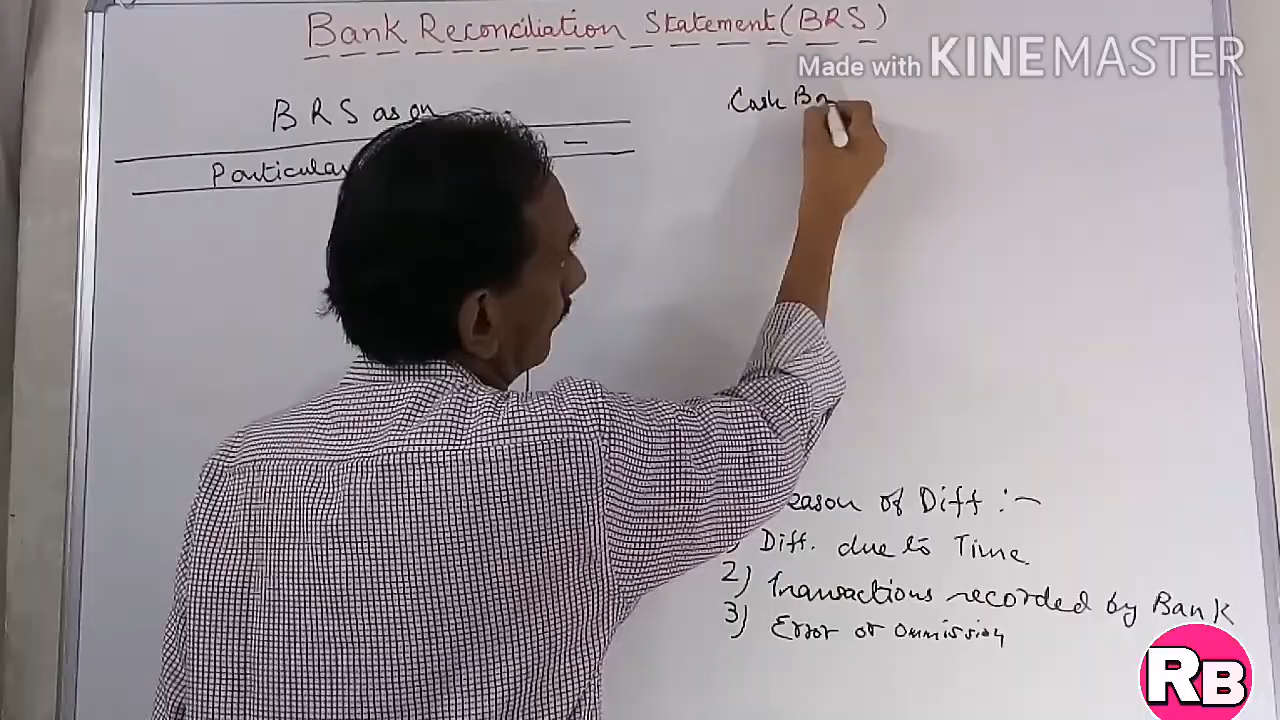 Bank Reconciliation Statement (BRS)
Made with KINEMASTER
BRS as on
Particular
–
Cash Bo
eason of Diff :-
) Diff. due to Time
2) Transactions recorded by Bank
3) Error or Ommission
RB